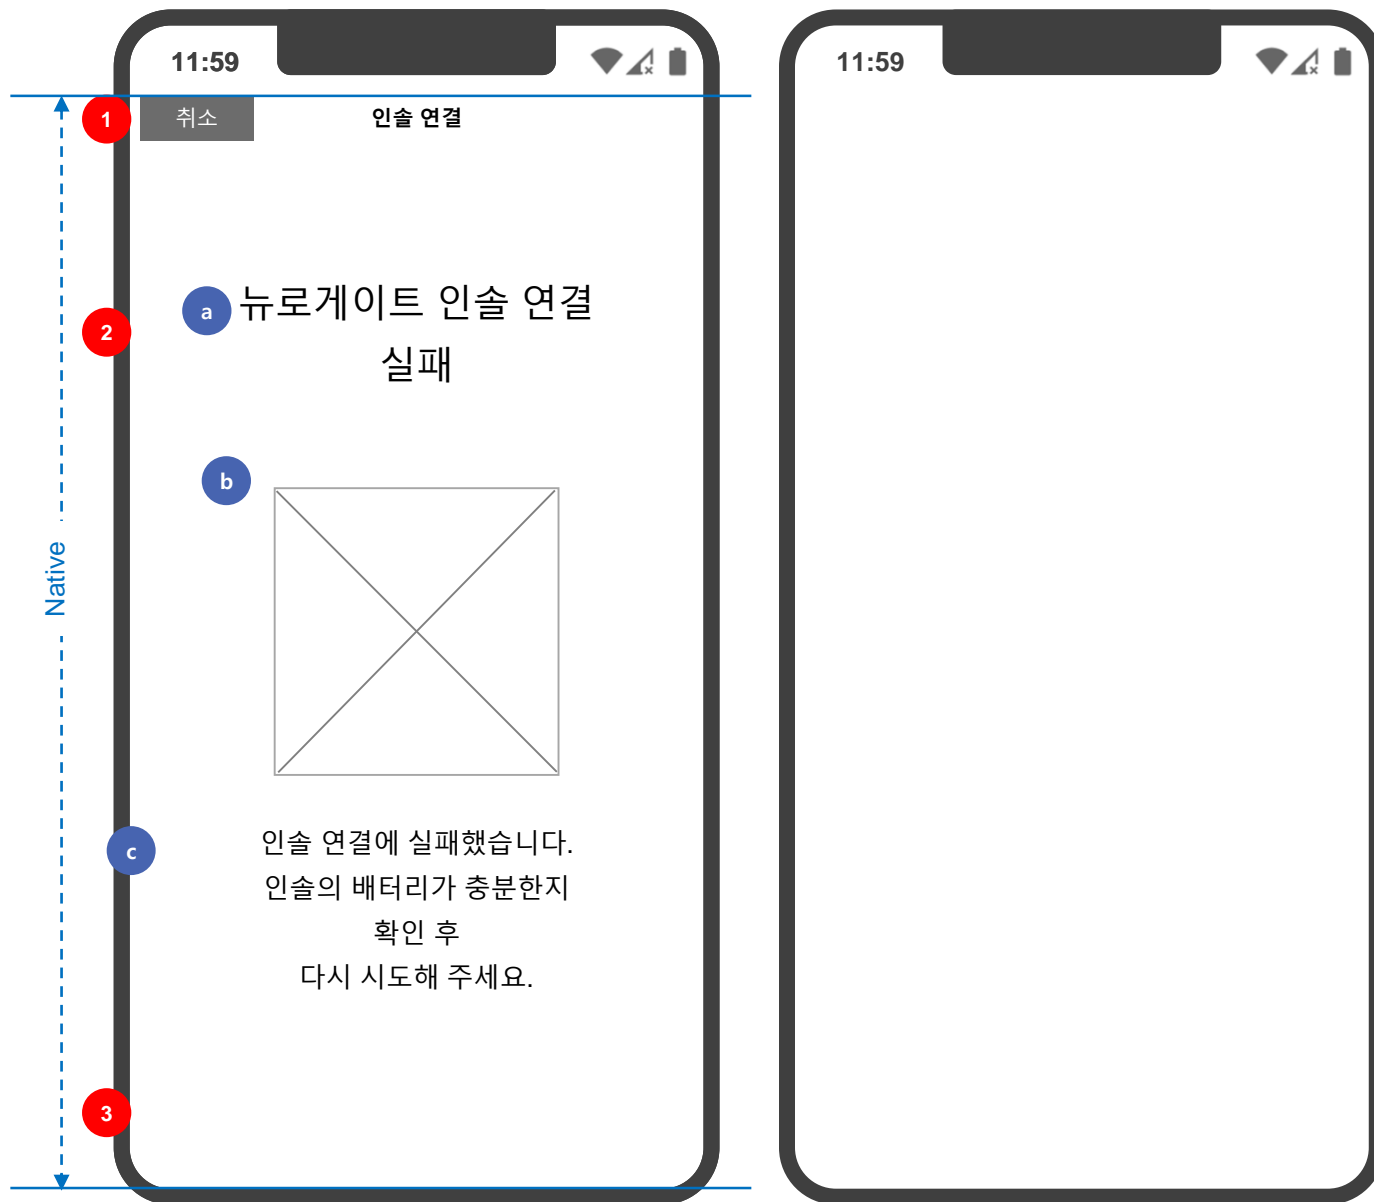 11:59
1
취소
인솔 연결
2
a
뉴로게이트 인솔 연결
실패
b
Native
c
인솔 연결에 실패했습니다.
인솔의 배터리가 충분한지
확인 후
다시 시도해 주세요.
3
11:59